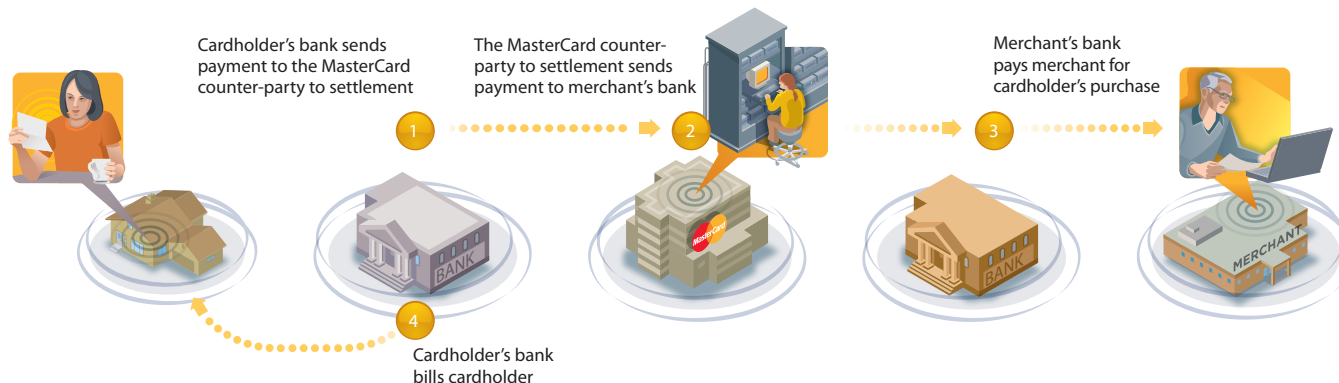 Cardholder's bank sends
payment to the MasterCard
counter-party to settlement
1
The MasterCard counter-
party to settlement sends
payment to merchant's bank
2
3
Merchant's bank
pays merchant for
cardholder's purchase
BANK
MasterCard
BANK
MERCHANT
4
Cardholder's bank
bills cardholder